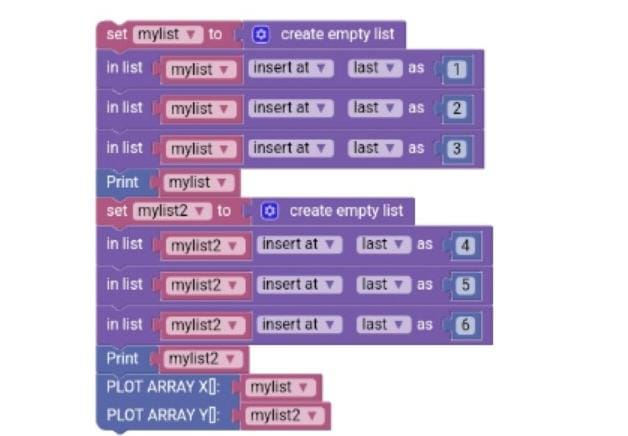 set mylist ▼ to create empty list
in list mylist ▼ insert at ▼ last ▼ as 1
in list mylist ▼ insert at ▼ last ▼ as 2
in list mylist ▼ insert at ▼ last ▼ as 3
Print mylist ▼
set mylist2 ▼ to create empty list
in list mylist2 ▼ insert at ▼ last ▼ as 4
in list mylist2 ▼ insert at ▼ last ▼ as 5
in list mylist2 ▼ insert at ▼ last ▼ as 6
Print mylist2 ▼
PLOT ARRAY X[]: mylist ▼
PLOT ARRAY Y[]: mylist2 ▼